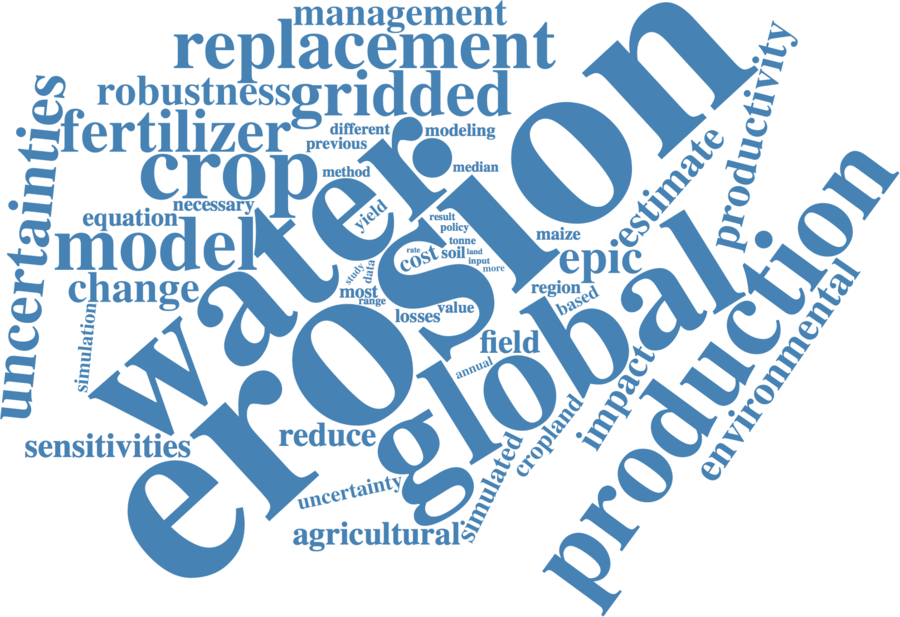 management
replacement
robustness
gridded
productivity
uncertainties
fertilizer
different
modeling
previous
crop
method
median
estimate
necessary
equation
yield
result
policy
water
erosion
model
tonne
maize
rate
cost
soil
land
input
more
epic
change
study
data
most
range
region
based
simulation
losses
value
global
production
environmental
field
annual
impact
sensitivities
reduce
cropland
simulated
uncertainty
agricultural